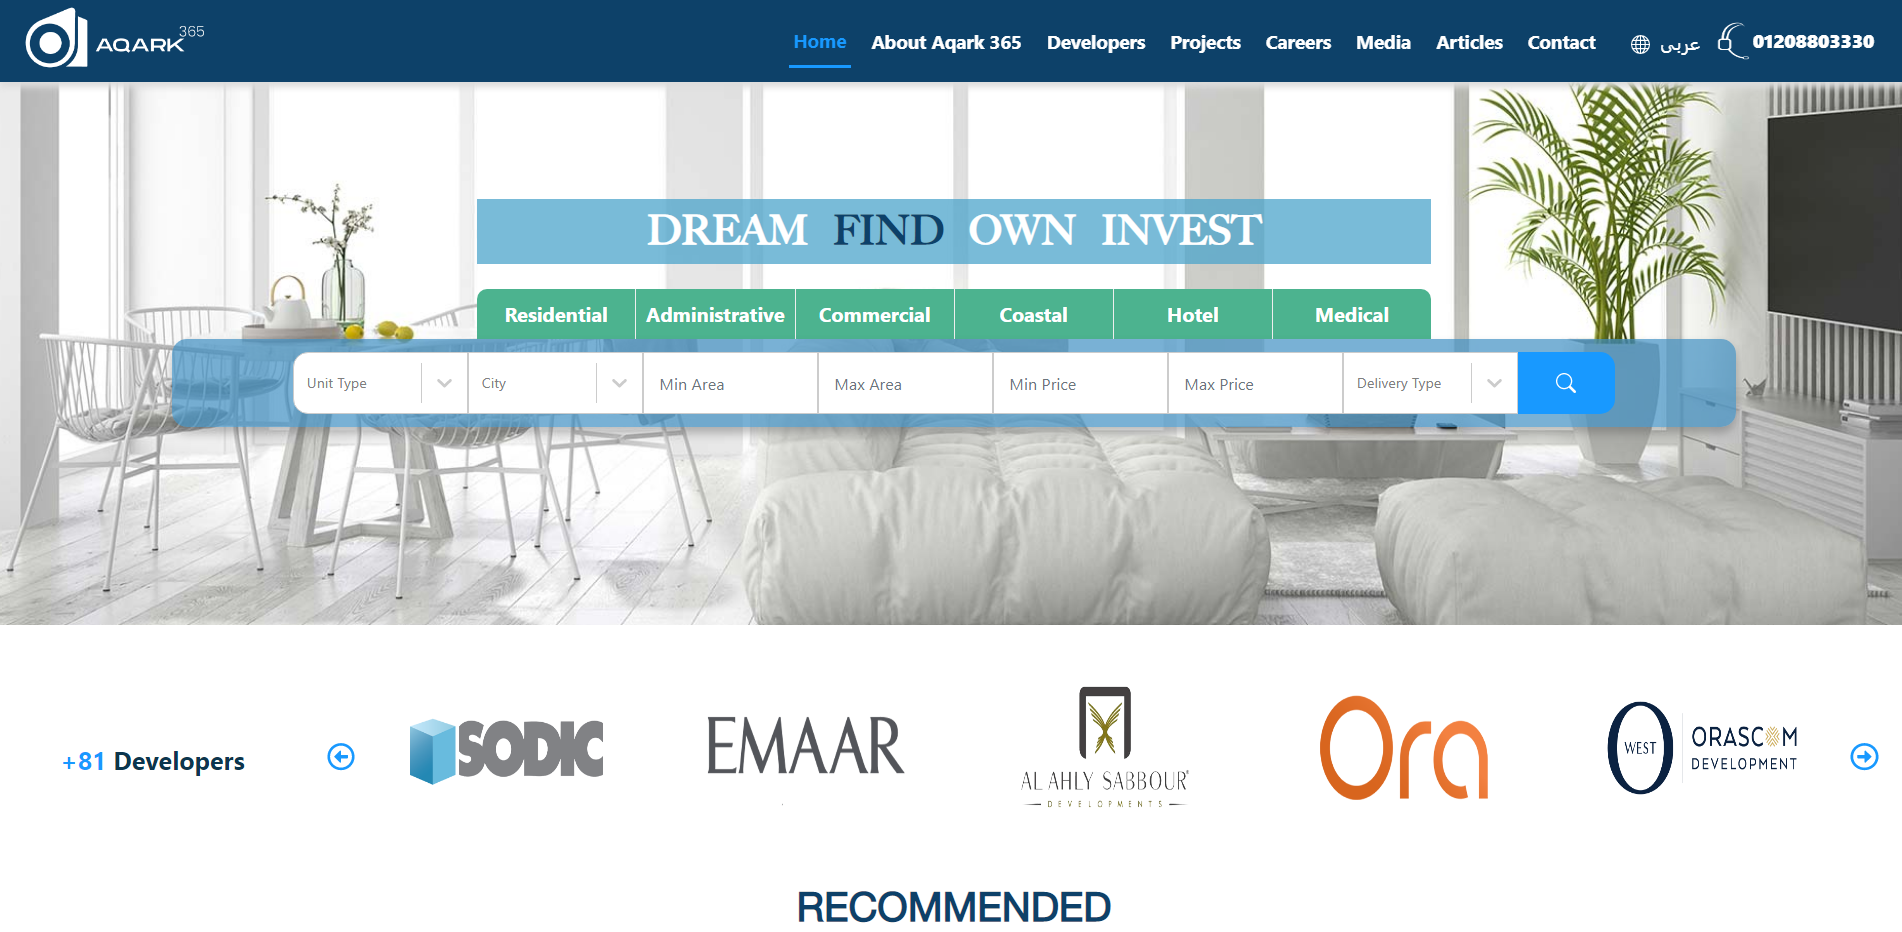 AQARK 365
Home About Aqark 365 Developers Projects Careers Media Articles Contact عربى 01208803330
DREAM FIND OWN INVEST
Residential Administrative Commercial Coastal Hotel Medical
Unit Type City Min Area Max Area Min Price Max Price Delivery Type
+81 Developers
SODIC
EMAAR
AL AHLY SABBOUR
DEVELOPMENTS
Ora
O WEST
ORASCOM
DEVELOPMENT
RECOMMENDED